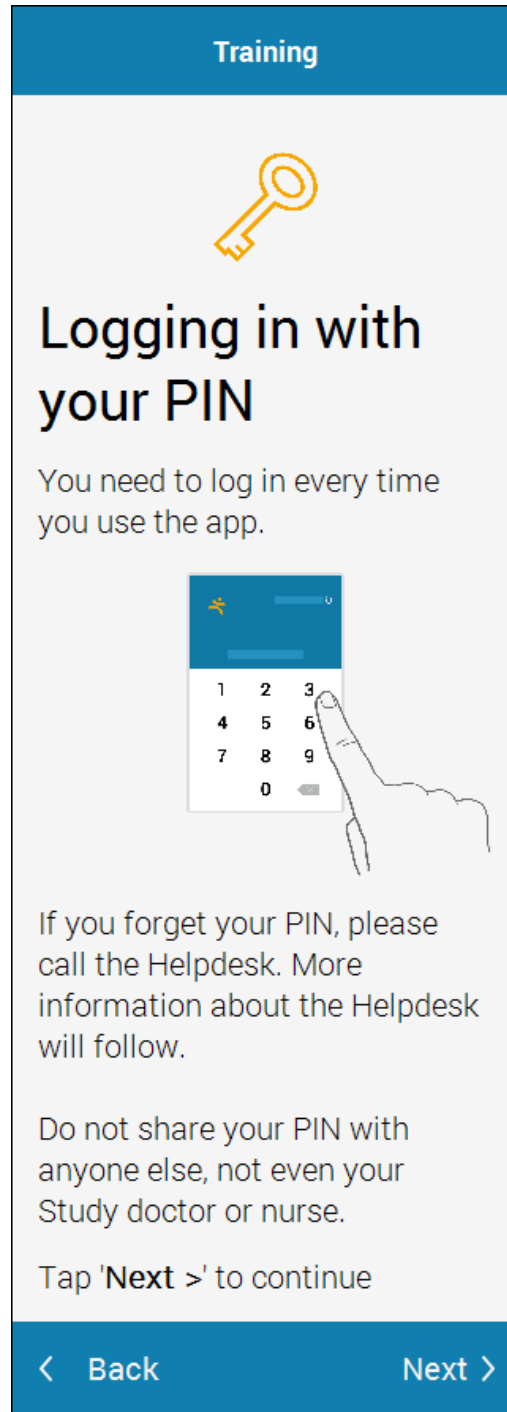 Training
Logging in with
your PIN
You need to log in every time
you use the app.
1 2 3
4 5 6
7 8 9
0
If you forget your PIN, please
call the Helpdesk. More
information about the Helpdesk
will follow.
Do not share your PIN with
anyone else, not even your
Study doctor or nurse.
Tap 'Next >' to continue
< Back Next >